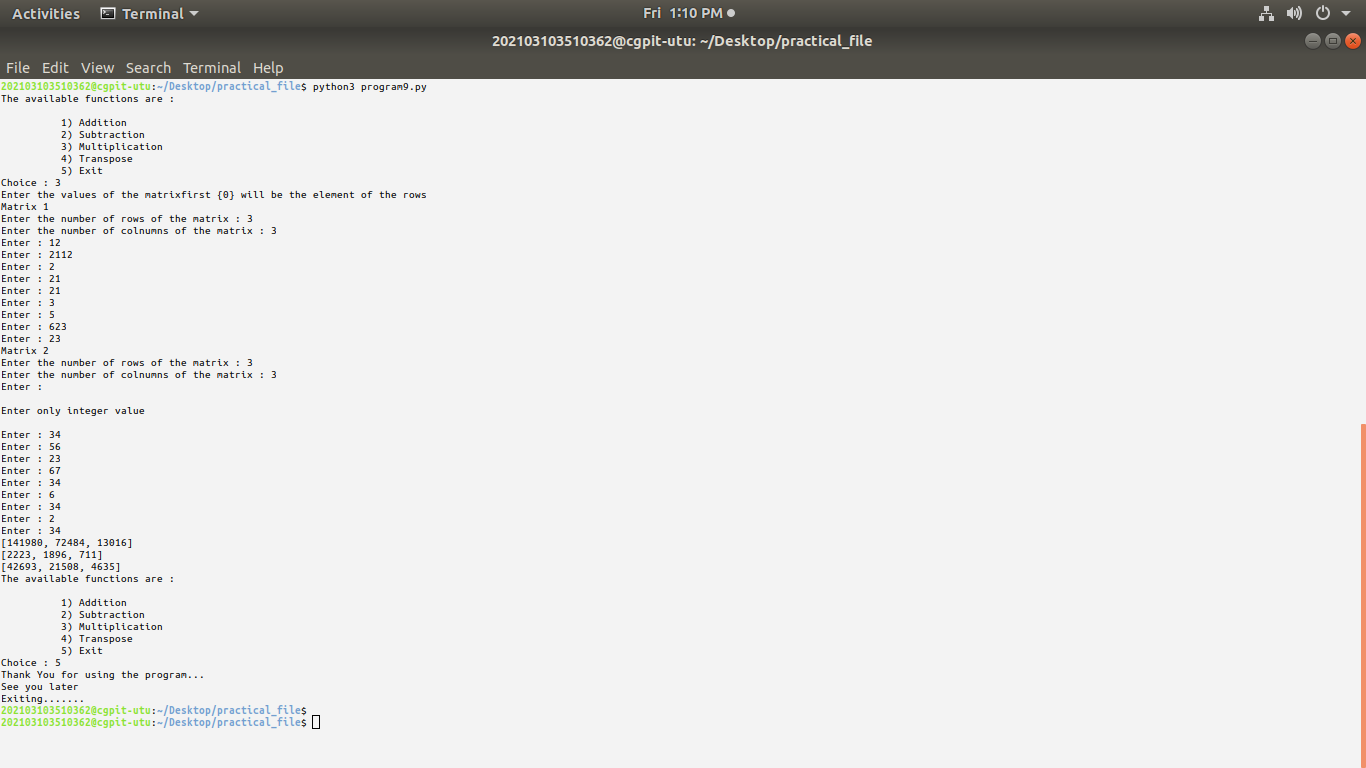 Activities Terminal Fri 1:10 PM
202103103510362@cgpit-utu: ~/Desktop/practical_file
File Edit View Search Terminal Help
202103103510362@cgpit-utu:~/Desktop/practical_file$ python3 program9.py
The available functions are :
1) Addition
2) Subtraction
3) Multiplication
4) Transpose
5) Exit
Choice : 3
Enter the values of the matrixfirst {0} will be the element of the rows
Matrix 1
Enter the number of rows of the matrix : 3
Enter the number of colnumns of the matrix : 3
Enter : 12
Enter : 2112
Enter : 2
Enter : 21
Enter : 21
Enter : 3
Enter : 5
Enter : 623
Enter : 23
Matrix 2
Enter the number of rows of the matrix : 3
Enter the number of colnumns of the matrix : 3
Enter :
Enter only integer value
Enter : 34
Enter : 56
Enter : 23
Enter : 67
Enter : 34
Enter : 6
Enter : 34
Enter : 2
Enter : 34
[141980, 72484, 13016]
[2223, 1896, 711]
[42693, 21508, 4635]
The available functions are :
1) Addition
2) Subtraction
3) Multiplication
4) Transpose
5) Exit
Choice : 5
Thank You for using the program...
See you later
Exiting.......
202103103510362@cgpit-utu:~/Desktop/practical_file$
202103103510362@cgpit-utu:~/Desktop/practical_file$